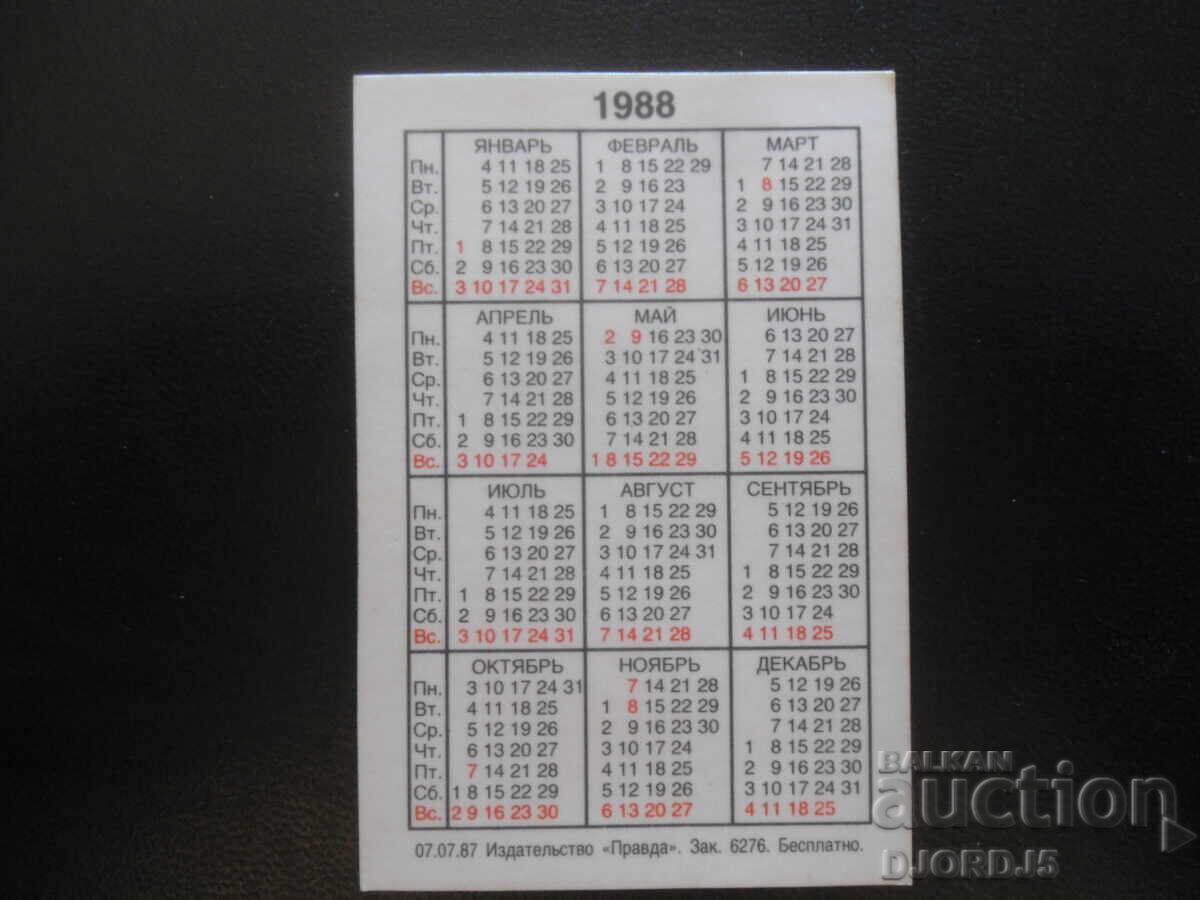 1988
ЯНВАРЬ ФЕВРАЛЬ МАРТ
Пн. 4 11 18 25 1 8 15 22 29 7 14 21 28
Вт. 5 12 19 26 2 9 16 23 1 8 15 22 29
Ср. 6 13 20 27 3 10 17 24 2 9 16 23 30
Чт. 7 14 21 28 4 11 18 25 3 10 17 24 31
Пт. 1 8 15 22 29 5 12 19 26 4 11 18 25
Сб. 2 9 16 23 30 6 13 20 27 5 12 19 26
Вс. 3 10 17 24 31 7 14 21 28 6 13 20 27
АПРЕЛЬ МАЙ ИЮНЬ
Пн. 4 11 18 25 2 9 16 23 30 6 13 20 27
Вт. 5 12 19 26 3 10 17 24 31 7 14 21 28
Ср. 6 13 20 27 4 11 18 25 1 8 15 22 29
Чт. 7 14 21 28 5 12 19 26 2 9 16 23 30
Пт. 1 8 15 22 29 6 13 20 27 3 10 17 24
Сб. 2 9 16 23 30 7 14 21 28 4 11 18 25
Вс. 3 10 17 24 1 8 15 22 29 5 12 19 26
ИЮЛЬ АВГУСТ СЕНТЯБРЬ
Пн. 4 11 18 25 1 8 15 22 29 5 12 19 26
Вт. 5 12 19 26 2 9 16 23 30 6 13 20 27
Ср. 6 13 20 27 3 10 17 24 31 7 14 21 28
Чт. 7 14 21 28 4 11 18 25 1 8 15 22 29
Пт. 1 8 15 22 29 5 12 19 26 2 9 16 23 30
Сб. 2 9 16 23 30 6 13 20 27 3 10 17 24
Вс. 3 10 17 24 31 7 14 21 28 4 11 18 25
ОКТЯБРЬ НОЯБРЬ ДЕКАБРЬ
Пн. 3 10 17 24 31 7 14 21 28 5 12 19 26
Вт. 4 11 18 25 1 8 15 22 29 6 13 20 27
Ср. 5 12 19 26 2 9 16 23 30 7 14 21 28
Чт. 6 13 20 27 3 10 17 24 1 8 15 22 29
Пт. 7 14 21 28 4 11 18 25 2 9 16 23 30
Сб. 1 8 15 22 29 5 12 19 26 3 10 17 24 31
Вс. 2 9 16 23 30 6 13 20 27 4 11 18 25
07.07.87 Издательство «Правда». Зак. 6276. Бесплатно.
BALKAN
auction
DJORDJ5